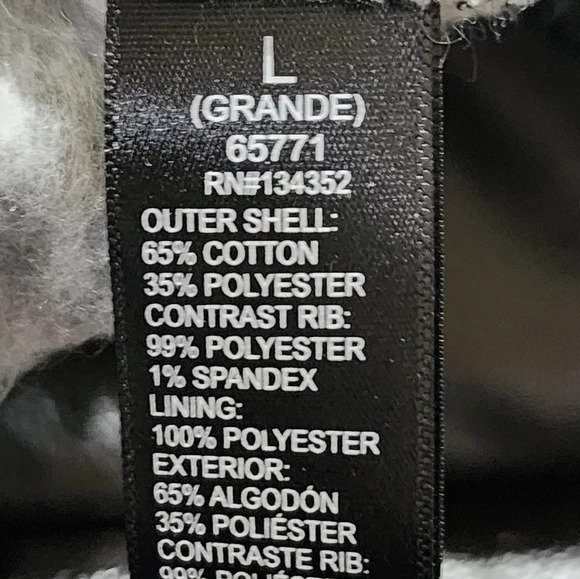 L
(GRANDE)
65771
RN#134352
OUTER SHELL:
65% COTTON
35% POLYESTER
CONTRAST RIB:
99% POLYESTER
1% SPANDEX
LINING:
100% POLYESTER
EXTERIOR:
65% ALGODÓN
35% POLIÉSTER
CONTRASTE RIB:
99%